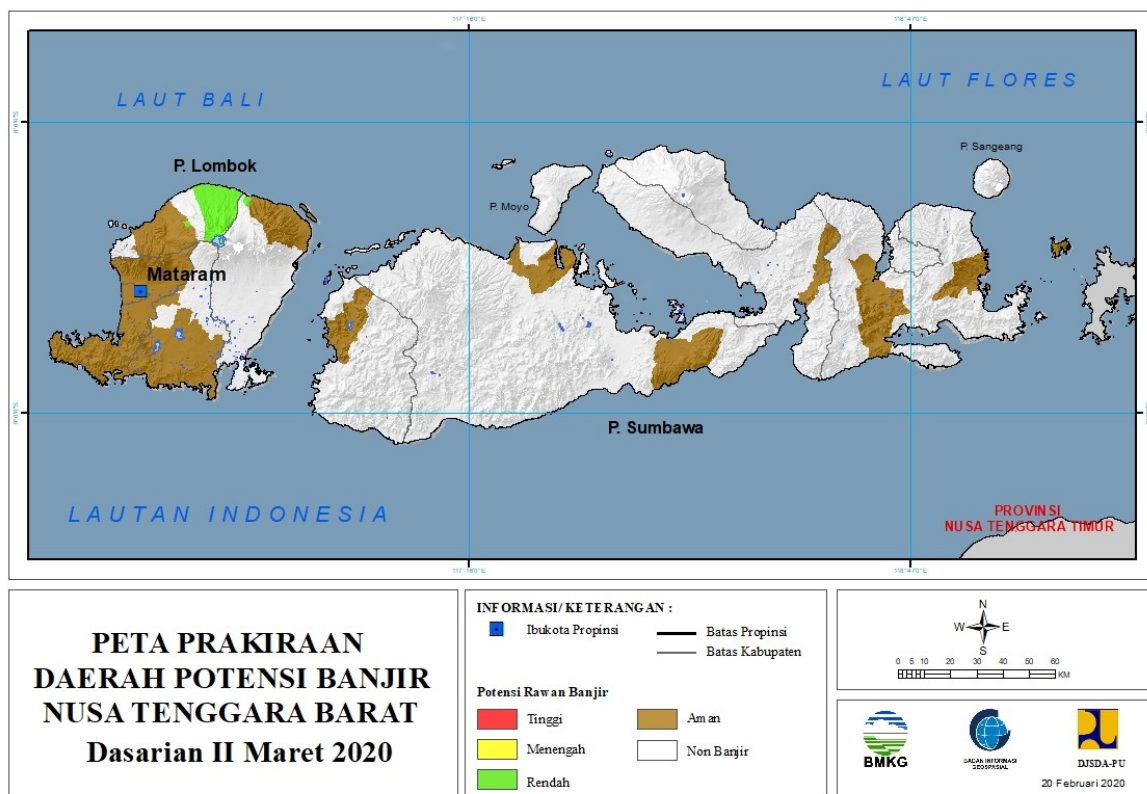 LAUT BALI
LAUT FLORES
P. Lombok
P. Sangeang
P. Moyo
Mataram
P. Sumbawa
LAUTAN INDONESIA
PROVINSI
NUSA TENGGARA TIMUR
PETA PRAKIRAAN
DAERAH POTENSI BANJIR
NUSA TENGGARA BARAT
Dasarian II Maret 2020
INFORMASI/ KETERANGAN :
Ibukota Propinsi
Batas Propinsi
Batas Kabupaten
Potensi Rawan Banjir
Tinggi
Aman
Menengah
Non Banjir
Rendah
N
W E
S
0 5 10 20 30 40 50 60
KM
BMKG
BADAN INFORMASI
GEOSPASIAL
DJSDA-PU
20 Februari 2020